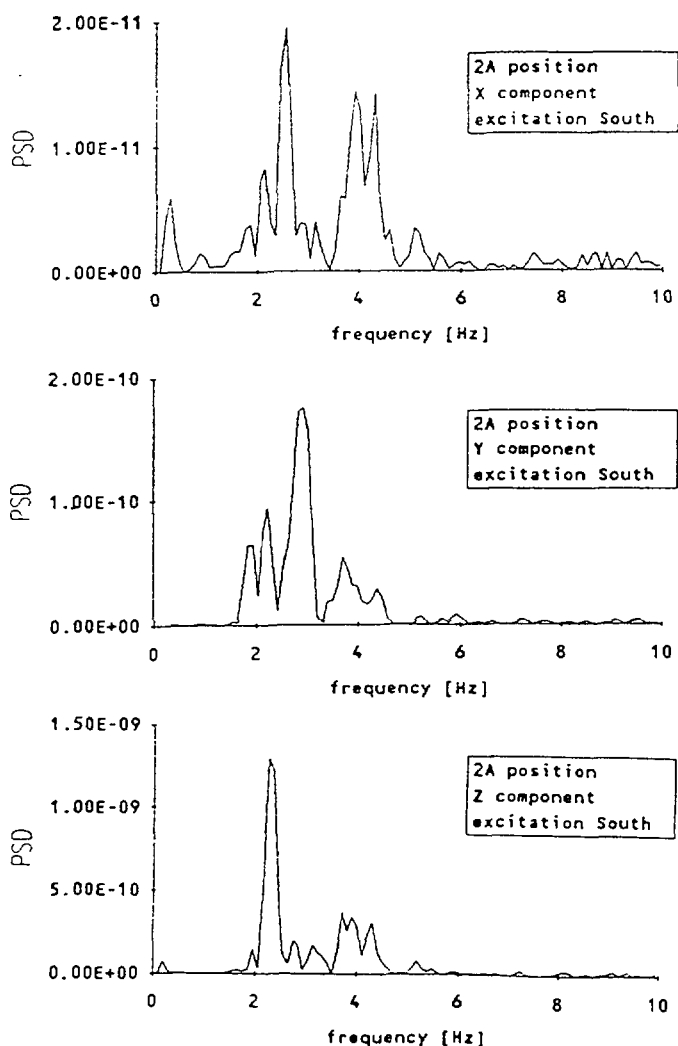 2.00E-11
1.00E-11
0.00E+00
PSD
0 2 4 6 8 10
frequency [Hz]
2A position
X component
excitation South
2.00E-10
1.00E-10
0.00E+00
PSD
0 2 4 6 8 10
frequency [Hz]
2A position
Y component
excitation South
1.50E-09
1.00E-09
5.00E-10
0.00E+00
PSD
0 2 4 6 8 10
frequency [Hz]
2A position
Z component
excitation South